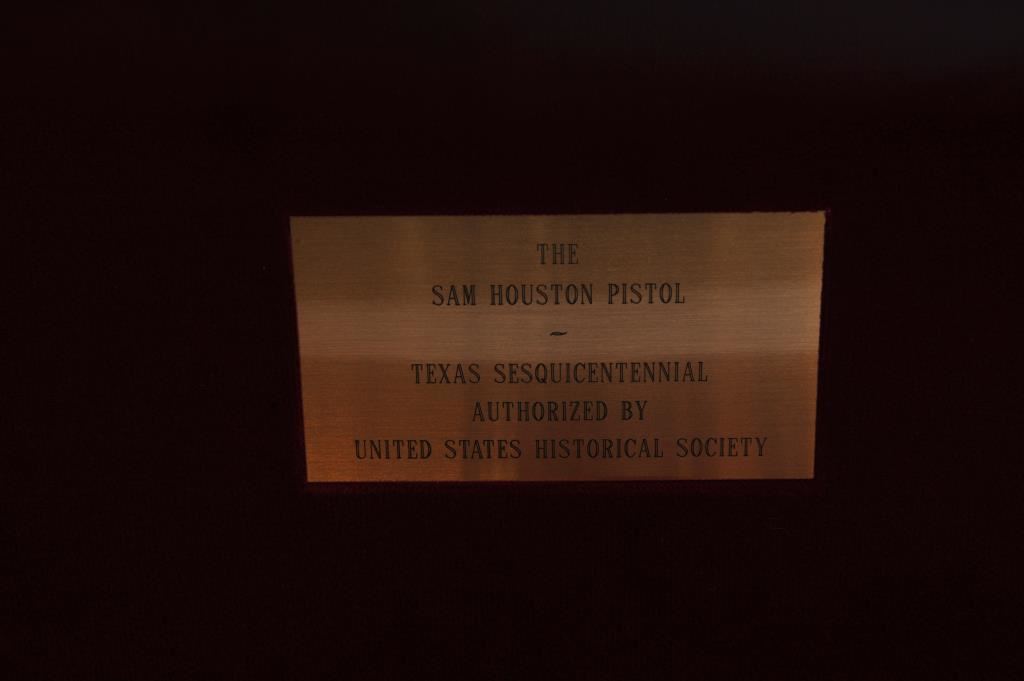 THE
SAM HOUSTON PISTOL
~
TEXAS SESQUICENTENNIAL
AUTHORIZED BY
UNITED STATES HISTORICAL SOCIETY